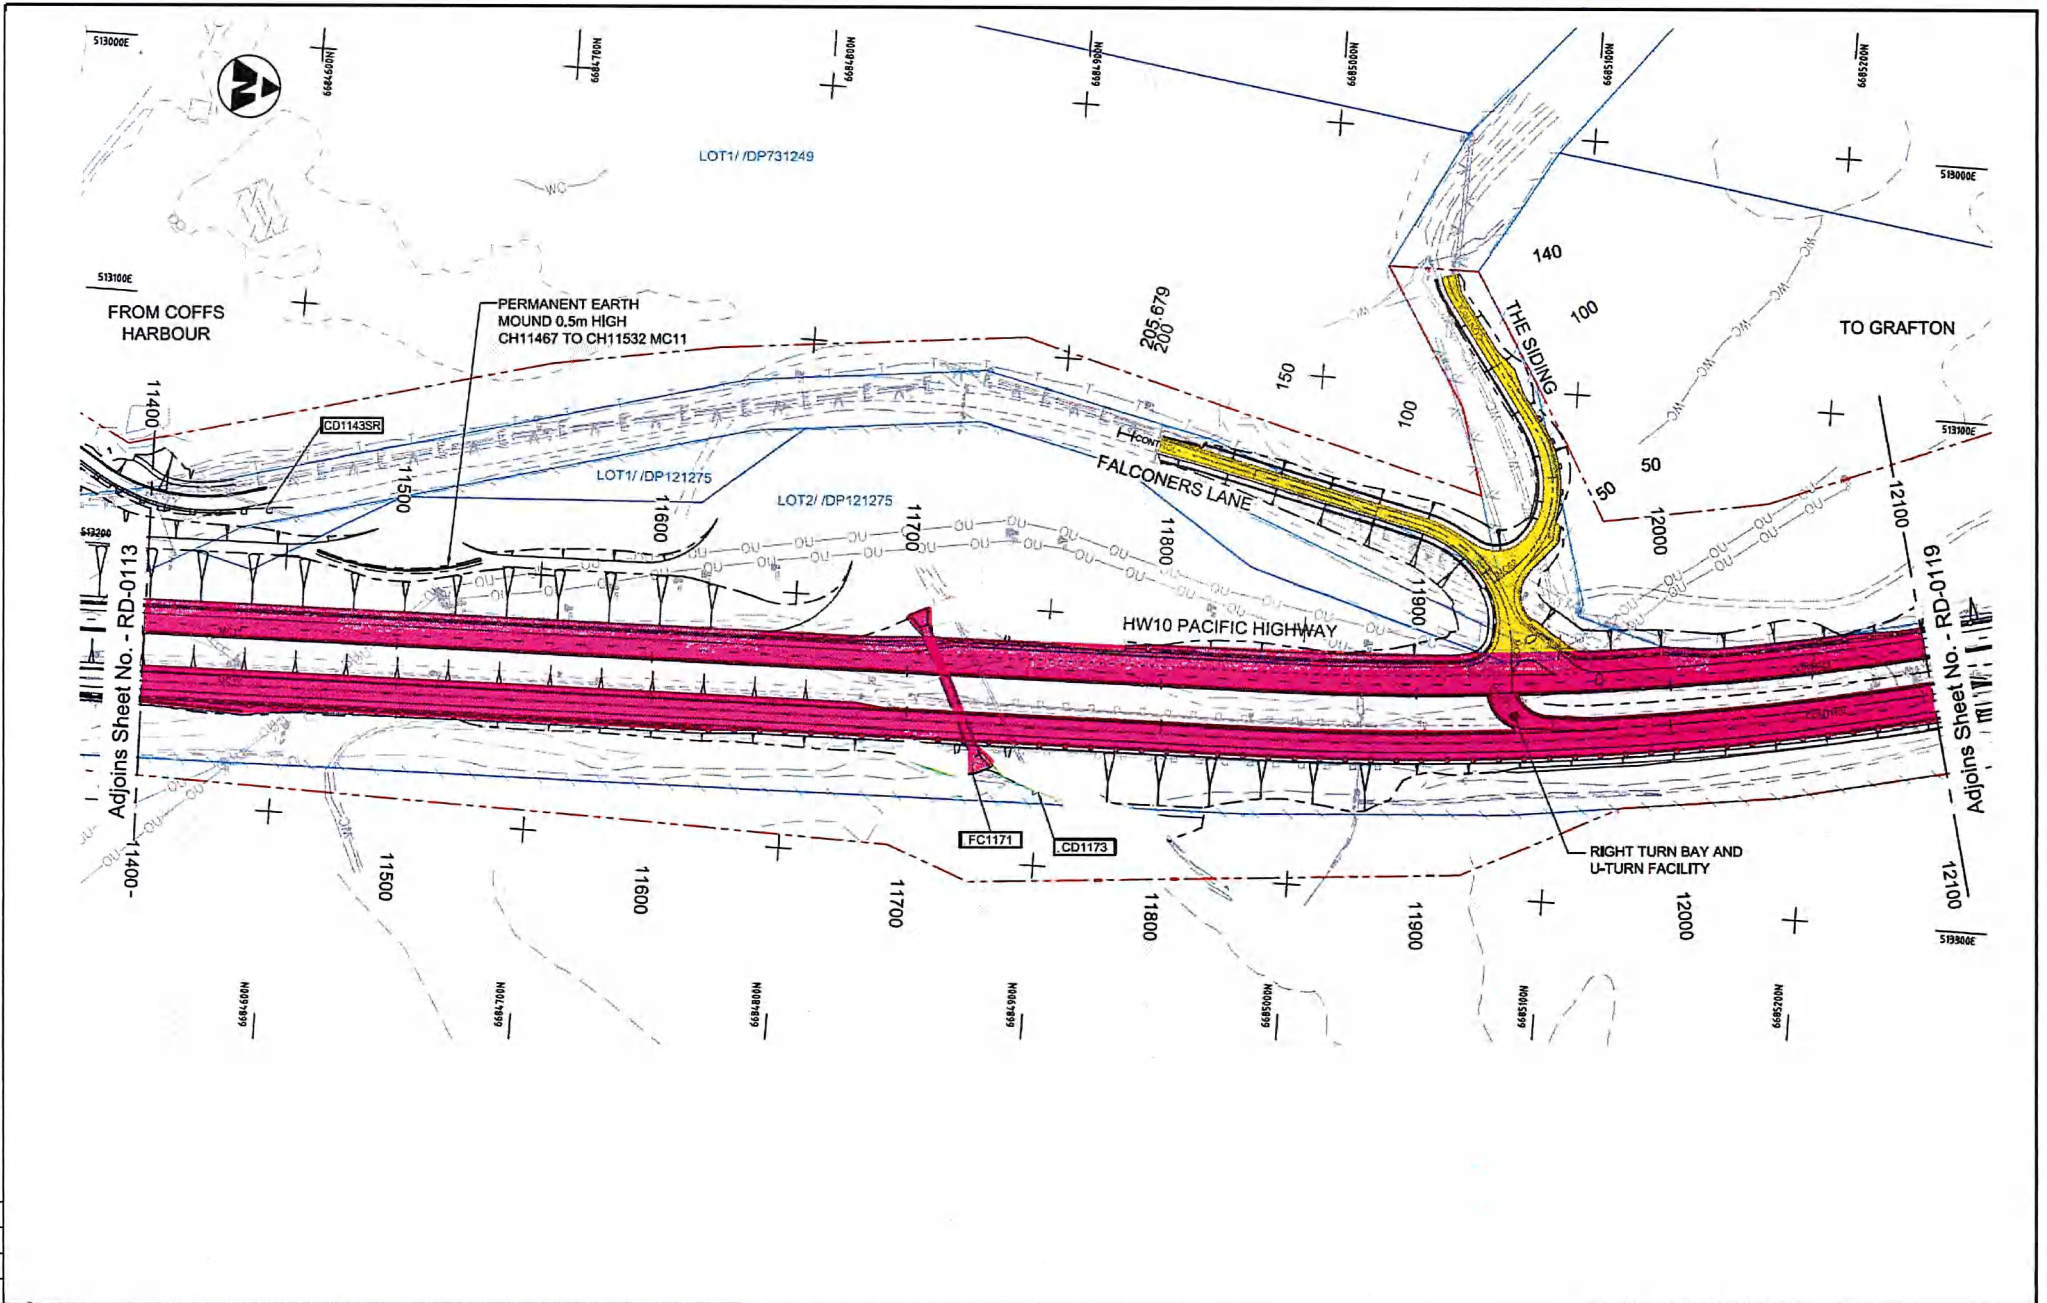 513000E
6684600N
6684700N
6684800N
6684900N
6685000N
6685100N
6685200N
N
LOT1/ /DP731249
WC
513000E
513100E
FROM COFFS
HARBOUR
PERMANENT EARTH
MOUND 0.5m HIGH
CH11467 TO CH11532 MC11
205.679
200
150
100
140
100
THE SIDING
50
50
TO GRAFTON
513100E
11400
CD1143SR
11500
LOT1/ /DP121275
11600
LOT2/ /DP121275
11700
CONT
FALCONERS LANE
11800
11900
12000
12100
513200
HW10 PACIFIC HIGHWAY
Adjoins Sheet No. - RD-0113
Adjoins Sheet No. - RD-0119
FC1171
CD1173
RIGHT TURN BAY AND
U-TURN FACILITY
11400
11500
11600
11700
11800
11900
12000
12100
513300E
6684600N
6684700N
6684800N
6684900N
6685000N
6685100N
6685200N